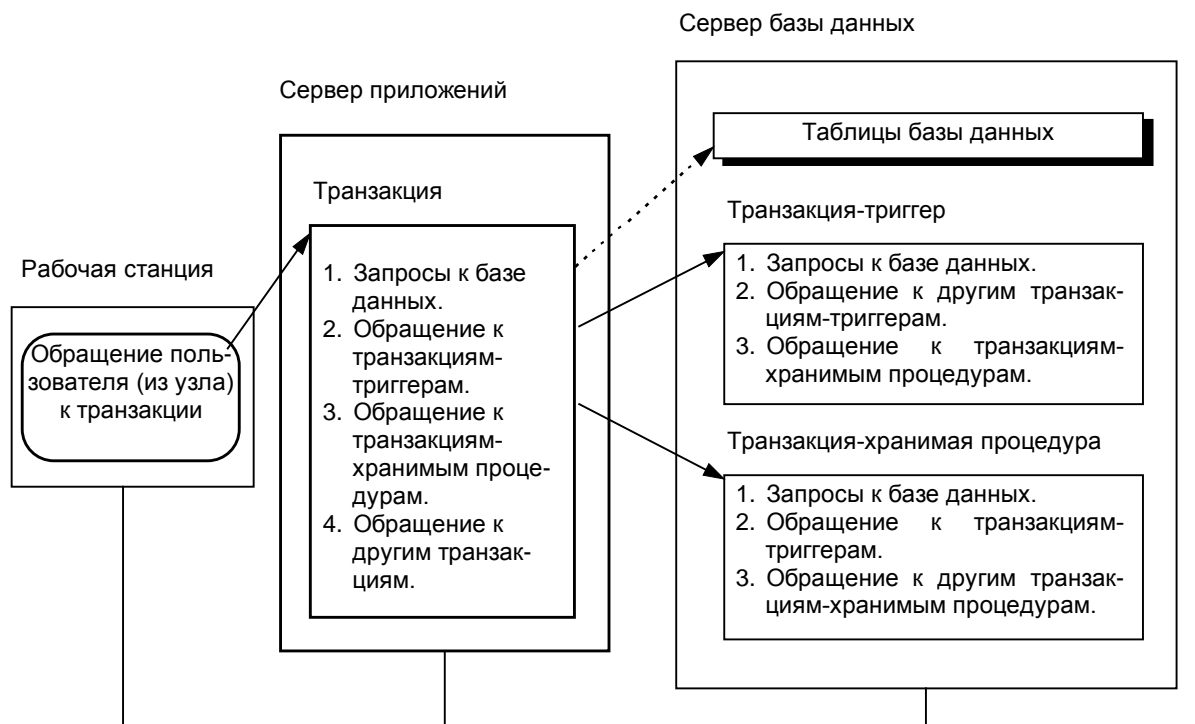 Сервер базы данных
Сервер приложений
Таблицы базы данных
Транзакция
Транзакция-триггер
Рабочая станция
Обращение поль-
зователя (из узла)
к транзакции
1. Запросы к базе
данных.
2. Обращение к
транзакциям-
триггерам.
3. Обращение к
транзакциям-
хранимым проце-
дурам.
4. Обращение к
другим транзак-
циям.
1. Запросы к базе данных.
2. Обращение к другим транзак-
циям-триггерам.
3. Обращение к транзакциям-
хранимым процедурам.
Транзакция-хранимая процедура
1. Запросы к базе данных.
2. Обращение к транзакциям-
триггерам.
3. Обращение к другим транзак-
циям-хранимым процедурам.